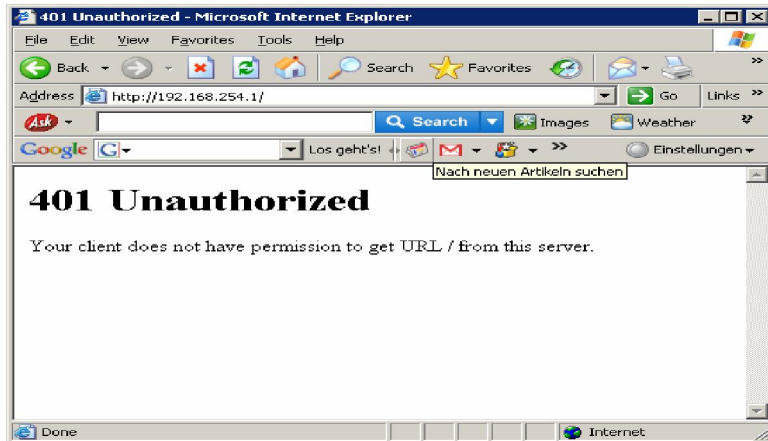 401 Unauthorized - Microsoft Internet Explorer
File Edit View Favorites Tools Help
Back Search Favorites »
Address http://192.168.254.1/ Go Links »
Ask Search Images Weather
Google G Los geht's! » Einstellungen
Nach neuen Artikeln suchen
401 Unauthorized
Your client does not have permission to get URL / from this server.
Done Internet